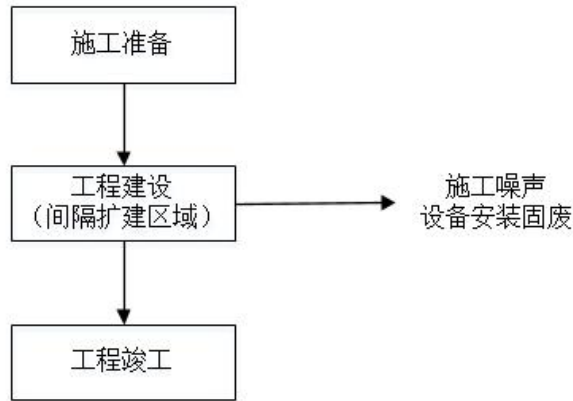 施工准备
工程建设
（间隔扩建区域）
施工噪声
设备安装固废
工程竣工